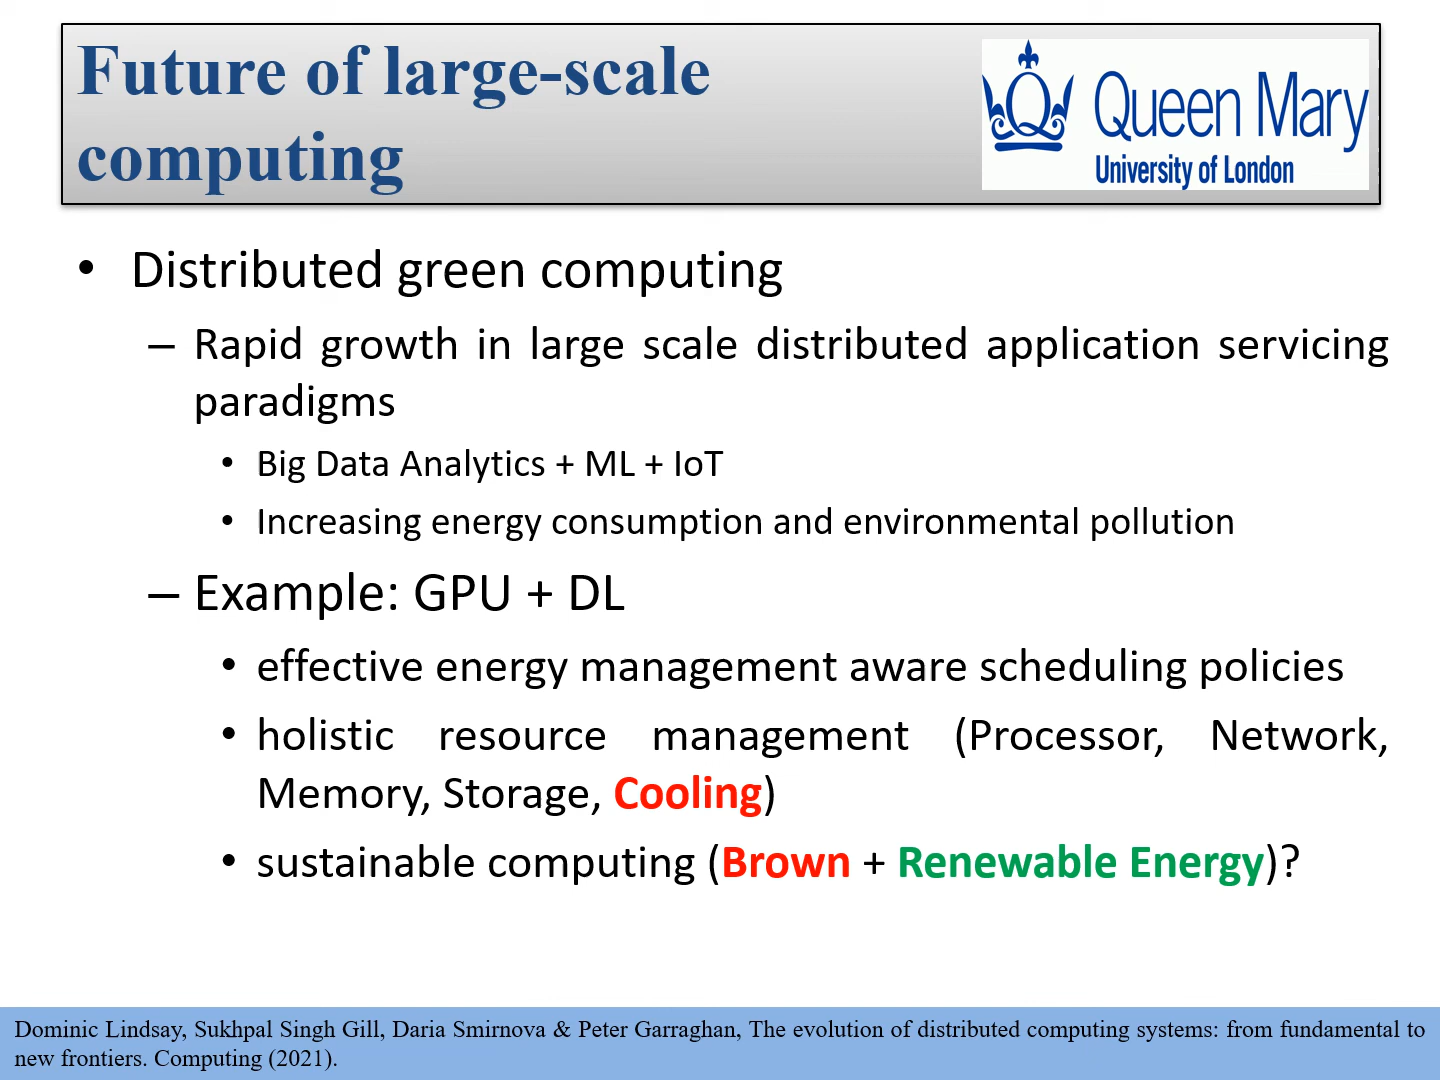 Future of large-scale
computing
Queen Mary
University of London
• Distributed green computing
– Rapid growth in large scale distributed application servicing
paradigms
• Big Data Analytics + ML + IoT
• Increasing energy consumption and environmental pollution
– Example: GPU + DL
• effective energy management aware scheduling policies
• holistic resource management (Processor, Network,
Memory, Storage, Cooling)
• sustainable computing (Brown + Renewable Energy)?
Dominic Lindsay, Sukhpal Singh Gill, Daria Smirnova & Peter Garraghan, The evolution of distributed computing systems: from fundamental to
new frontiers. Computing (2021).